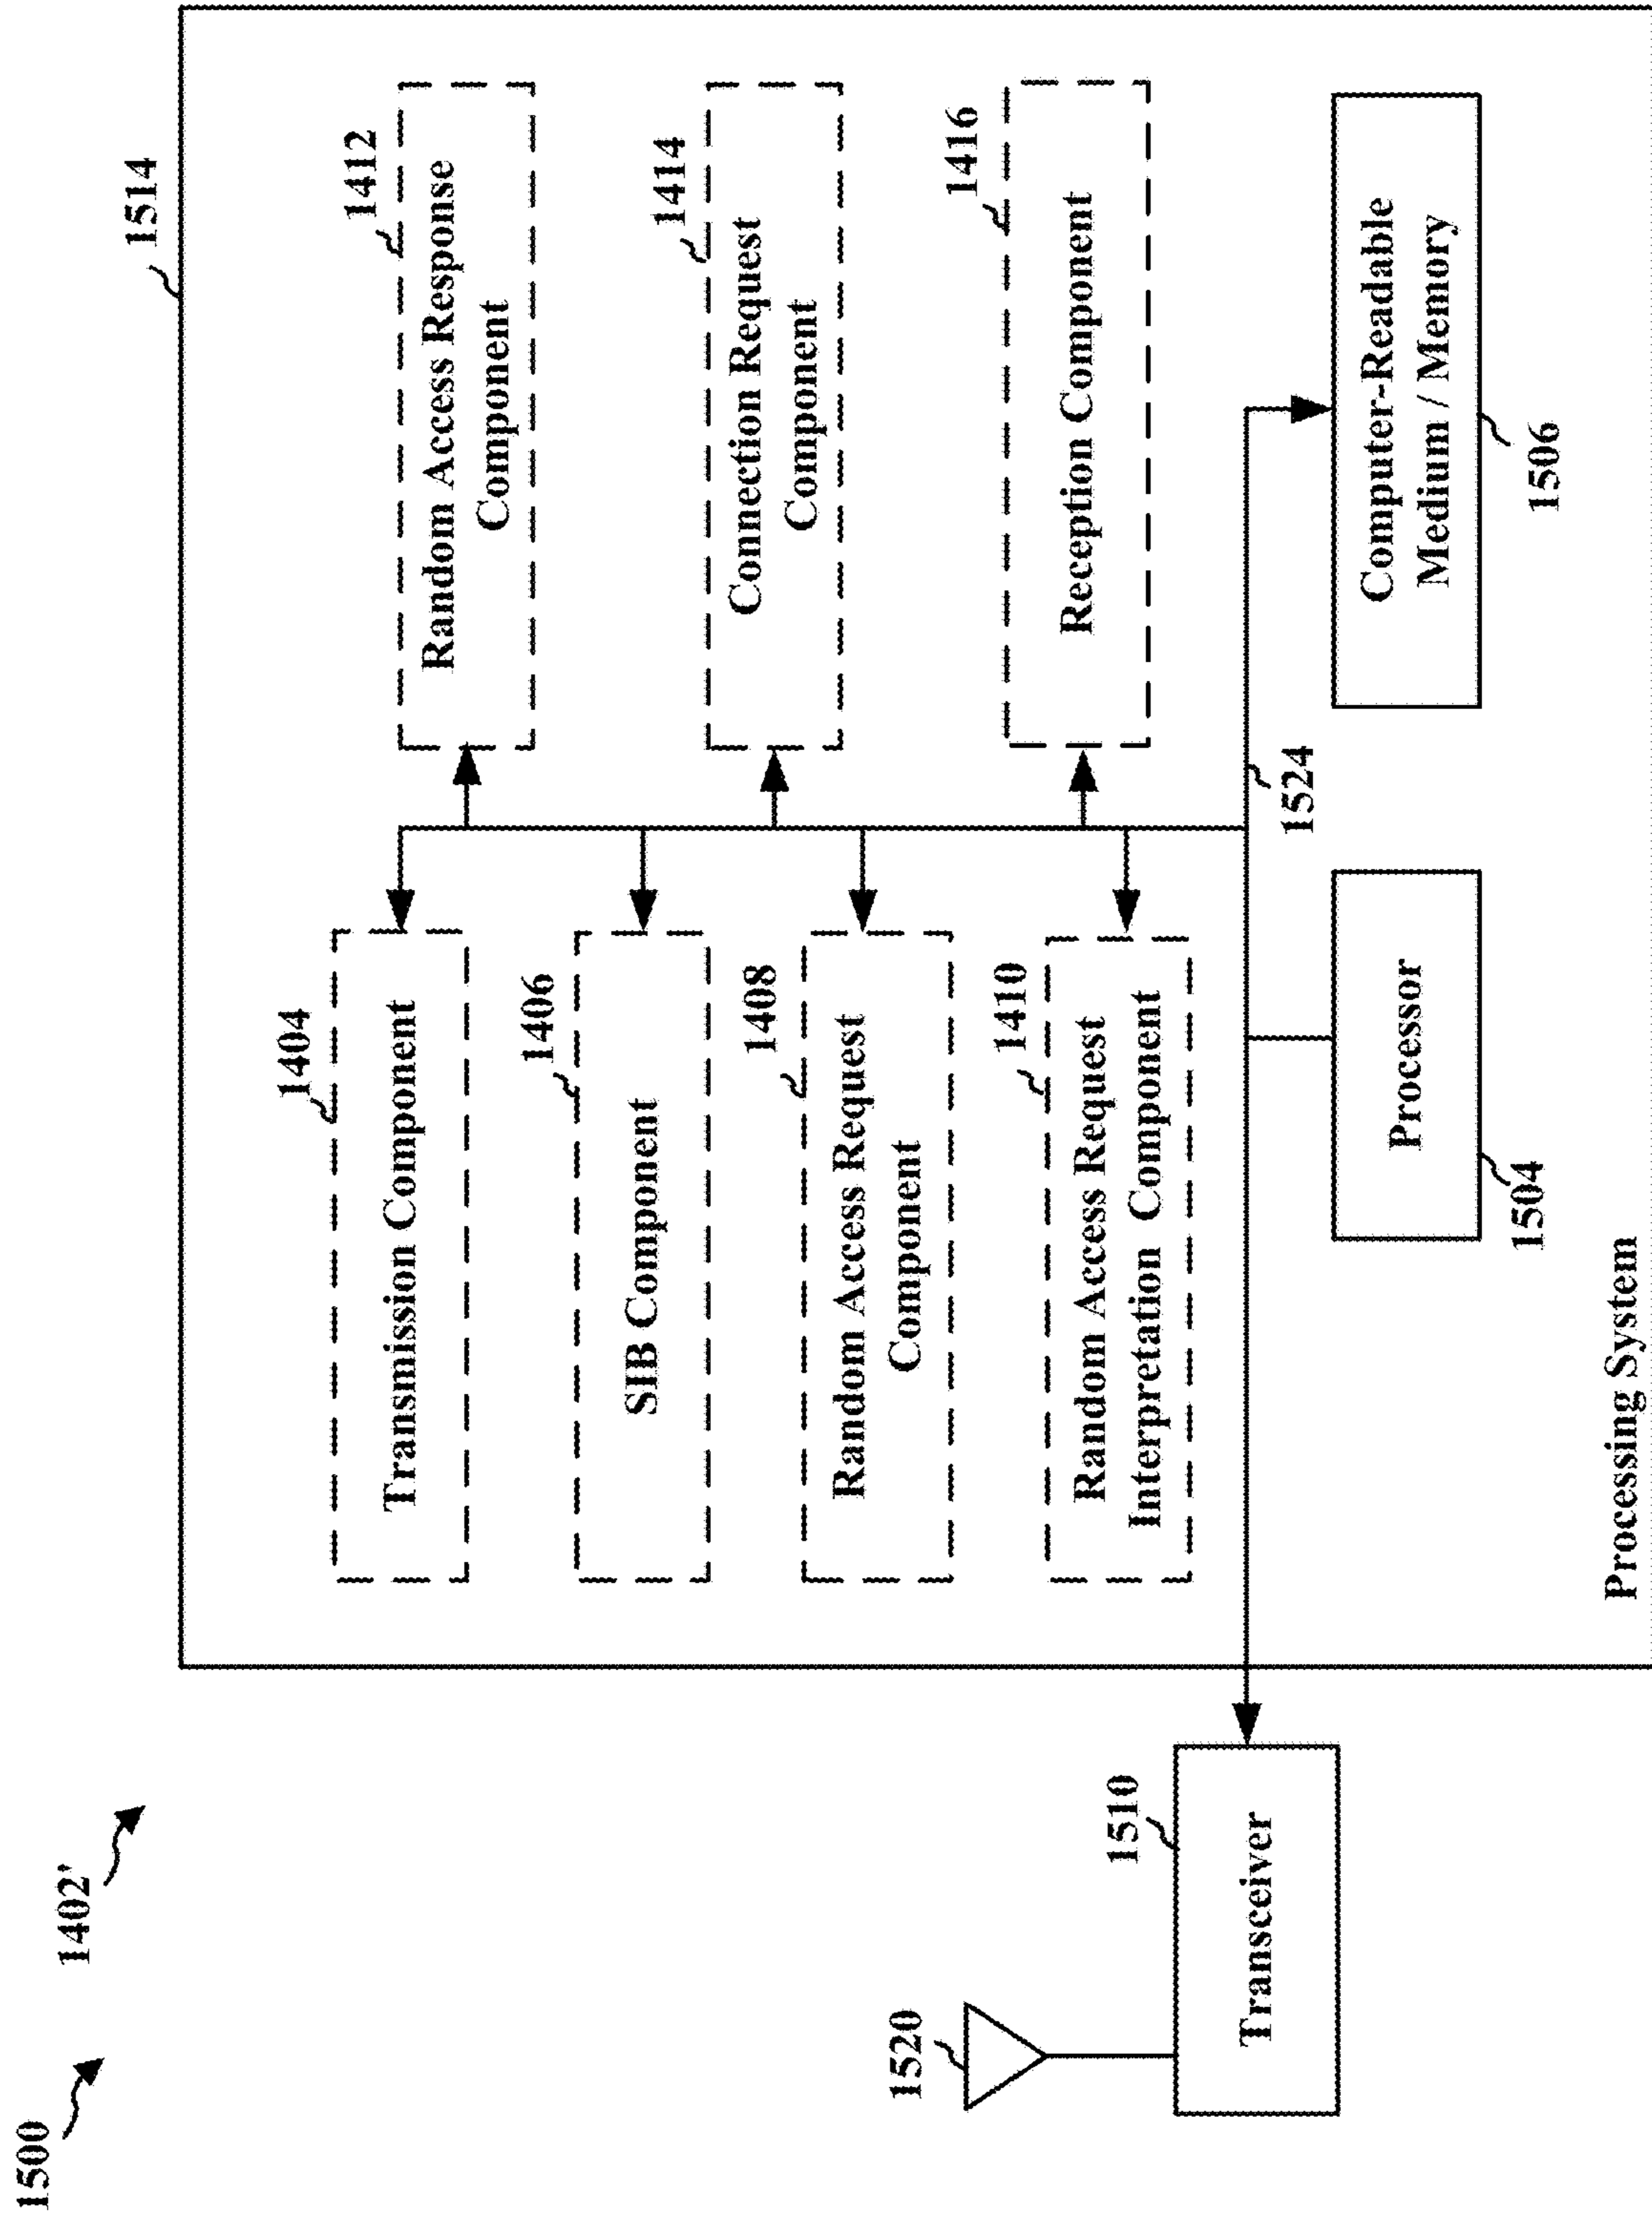 1500
1402'
1514
1404
Transmission Component
1412
Random Access Response
Component
1406
SIB Component
1414
Connection Request
Component
1408
Random Access Request
Component
1410
Random Access Request
Interpretation Component
1416
Reception Component
1520
1510
Transceiver
1524
Processor
1504
Computer-Readable
Medium / Memory
1506
Processing System